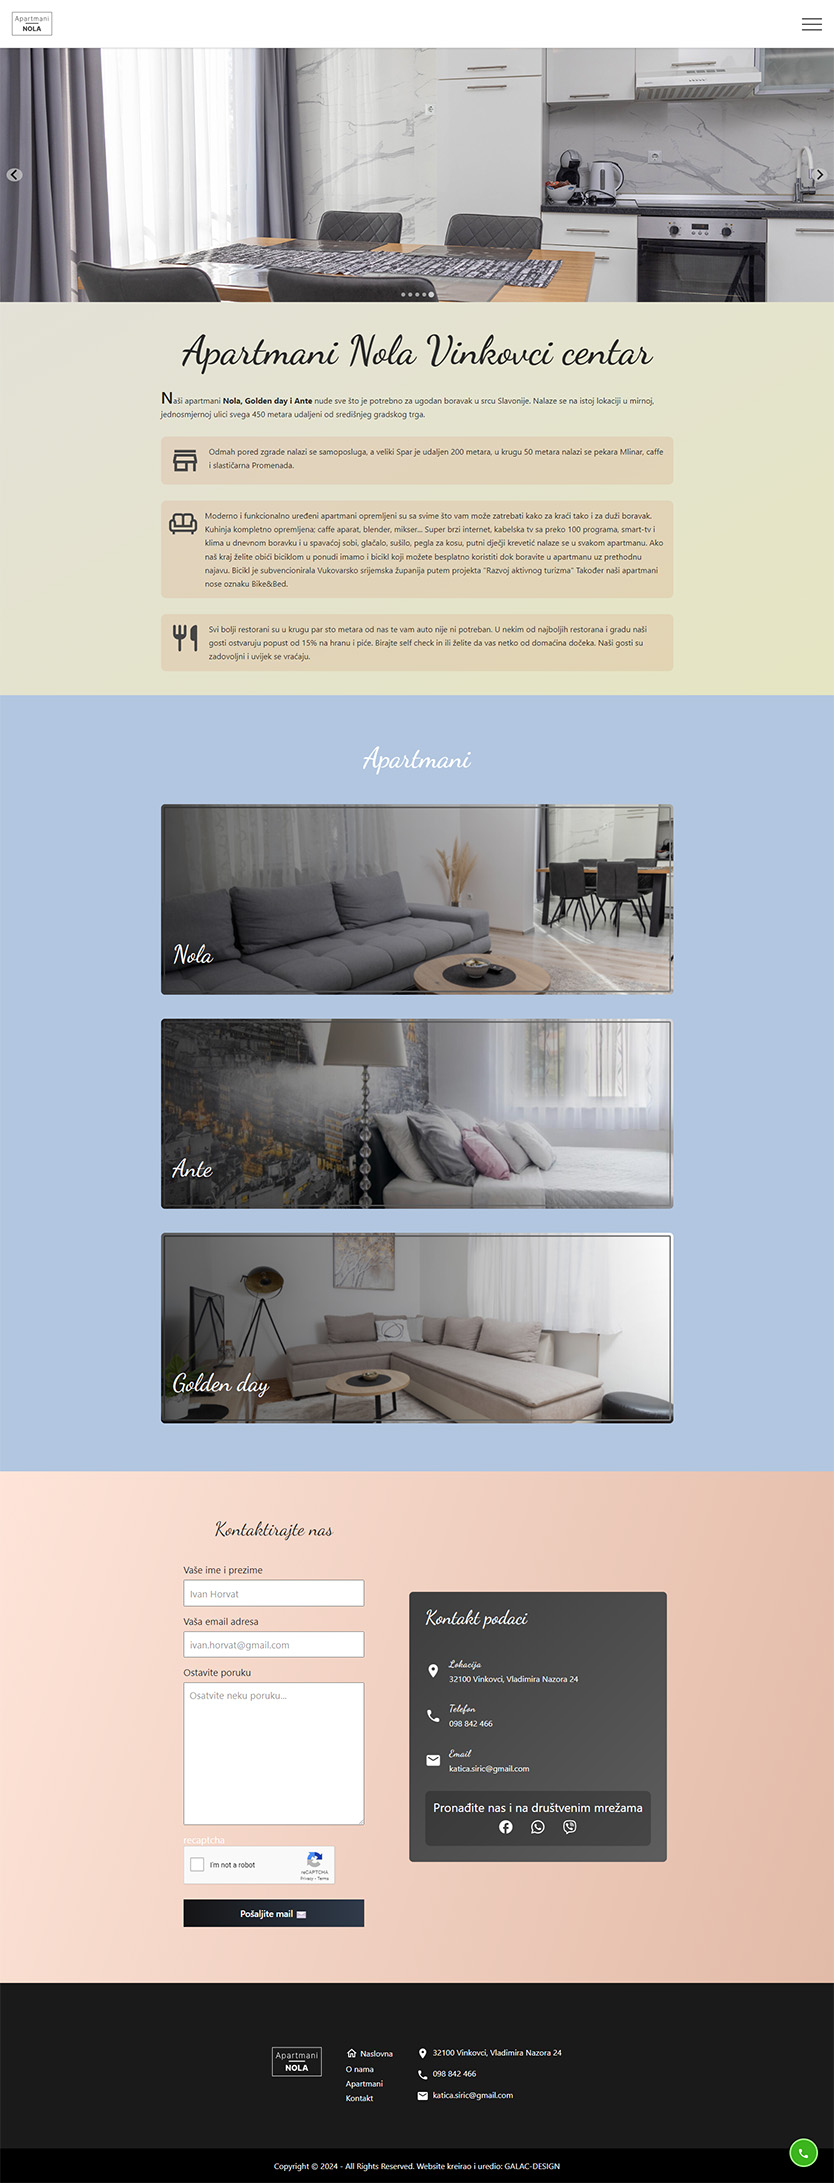 Apartmani
NOLA
Apartmani Nola Vinkovci centar
Naši apartmani Nola, Golden day i Ante nude sve što je potrebno za ugodan boravak u srcu Slavonije. Nalaze se na istoj lokaciji u mirnoj,
jednosmjernoj ulici svega 450 metara udaljeni od središnjeg gradskog trga.
Odmah pored zgrade nalazi se samoposluga, a veliki Spar je udaljen 200 metara, u krugu 50 metara nalazi se pekara Mlinar, caffe
i slastičarna Promenada.
Moderno i funkcionalno uređeni apartmani opremljeni su sa svime što vam može zatrebati kako za kraći tako i za duži boravak.
Kuhinja kompletno opremljena; caffe aparat, blender, mikser... Super brzi internet, kabelska tv sa preko 100 programa, smart-tv i
klima u dnevnom boravku i u spavaćoj sobi, glačalo, sušilo, pegla za kosu, putni dječji krevetić nalaze se u svakom apartmanu. Ako
naš kraj želite obići biciklom u ponudi imamo i bicikl koji možete besplatno koristiti dok boravite u apartmanu uz prethodnu
najavu. Bicikl je subvencionirala Vukovarsko srijemska županija putem projekta "Razvoj aktivnog turizma" Također naši apartmani
nose oznaku Bike&Bed.
Svi bolji restorani su u krugu par sto metara od nas te vam auto nije ni potreban. U nekim od najboljih restorana i gradu naši
gosti ostvaruju popust od 15% na hranu i piće. Birajte self check in ili želite da vas netko od domaćina dočeka. Naši gosti su
zadovoljni i uvijek se vraćaju.
Apartmani
Nola
Ante
Golden day
Kontaktirajte nas
Vaše ime i prezime
Ivan Horvat
Vaša email adresa
ivan.horvat@gmail.com
Ostavite poruku
Osatvite neku poruku...
recaptcha
I'm not a robot
reCAPTCHA
Privacy - Terms
Pošaljite mail
Kontakt podaci
Lokacija
32100 Vinkovci, Vladimira Nazora 24
Telefon
098 842 466
Email
katica.siric@gmail.com
Pronađite nas i na društvenim mrežama
Apartmani
NOLA
Naslovna
O nama
Apartmani
Kontakt
32100 Vinkovci, Vladimira Nazora 24
098 842 466
katica.siric@gmail.com
Copyright © 2024 - All Rights Reserved. Website kreirao i uredio: GALAC-DESIGN